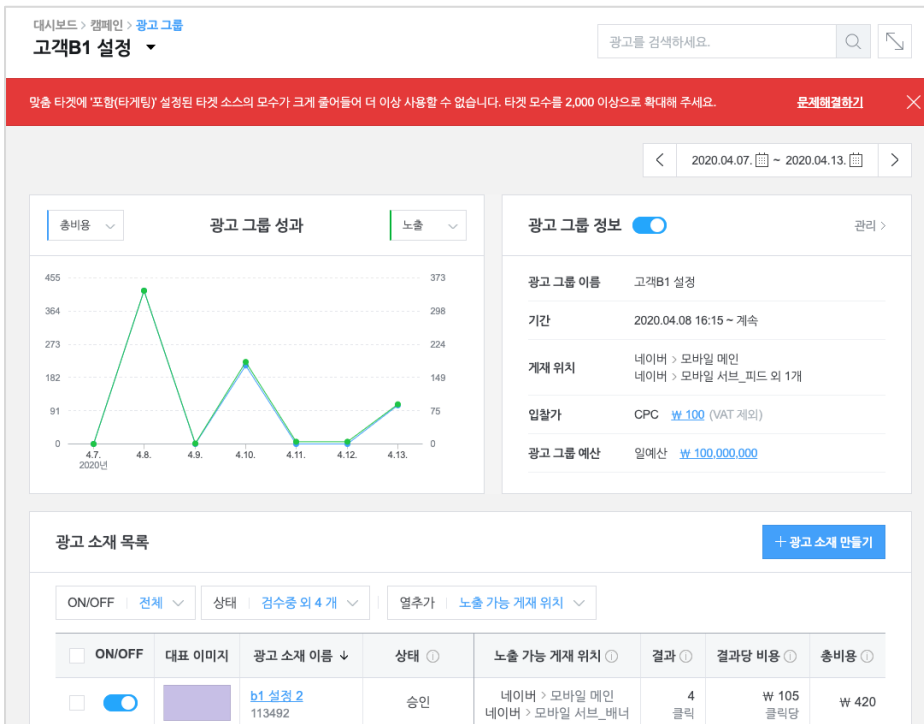 대시보드 > 캠페인 > 광고 그룹
고객B1 설정
광고를 검색하세요.
맞춤 타겟에 '포함(타게팅)' 설정된 타겟 소스의 모수가 크게 줄어들어 더 이상 사용할 수 없습니다. 타겟 모수를 2,000 이상으로 확대해 주세요. 문제해결하기
2020.04.07. ~ 2020.04.13.
총비용 광고 그룹 성과 노출
455 373
364 298
273 224
182 149
91 75
0 0
4.7. 4.8. 4.9. 4.10. 4.11. 4.12. 4.13.
2020년
광고 그룹 정보 관리 >
광고 그룹 이름 고객B1 설정
기간 2020.04.08 16:15 ~ 계속
게재 위치 네이버 > 모바일 메인
네이버 > 모바일 서브_피드 외 1개
입찰가 CPC ₩ 100 (VAT 제외)
광고 그룹 예산 일예산 ₩ 100,000,000
광고 소재 목록 + 광고 소재 만들기
ON/OFF 전체 상태 검수중 외 4 개 열추가 노출 가능 게재 위치
ON/OFF 대표 이미지 광고 소재 이름 ↓ 상태 노출 가능 게재 위치 결과 결과당 비용 총비용
b1 설정 2 승인 네이버 > 모바일 메인 4 ₩ 105 ₩ 420
113492 네이버 > 모바일 서브_배너 클릭 클릭당